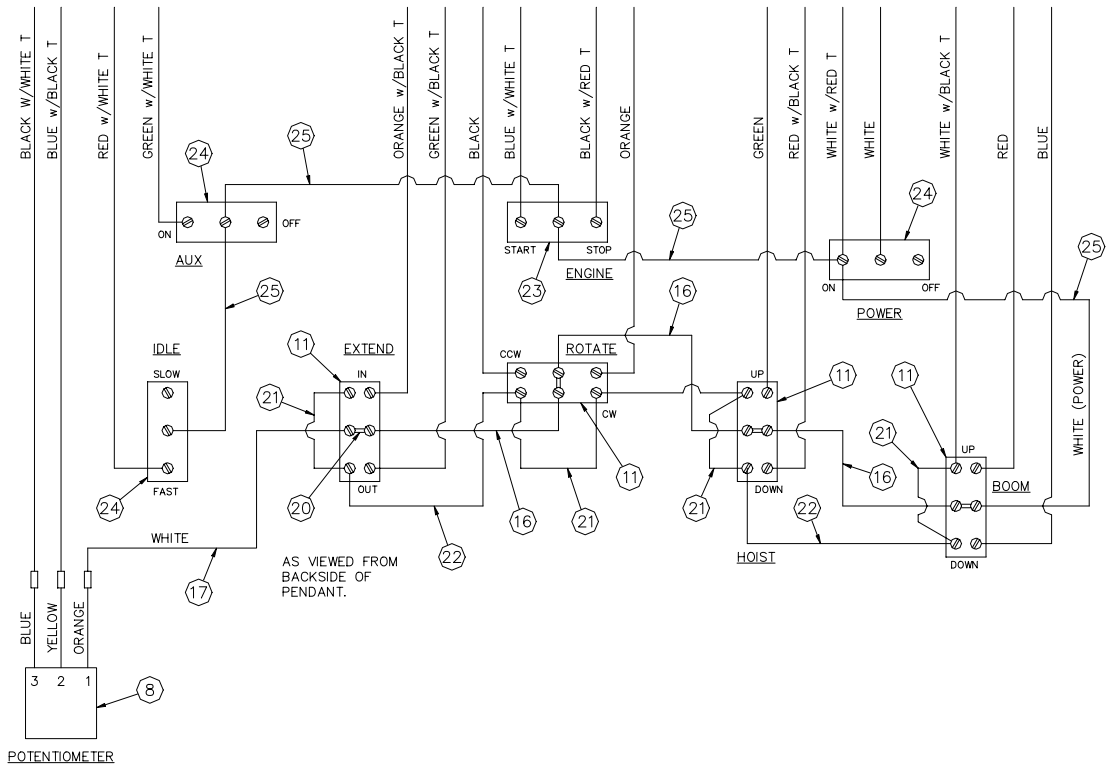 BLACK w/WHITE T
BLUE w/BLACK T
RED w/WHITE T
GREEN w/WHITE T
ORANGE w/BLACK T
GREEN w/BLACK T
BLACK
BLUE w/WHITE T
BLACK w/RED T
ORANGE
GREEN
RED w/BLACK T
WHITE w/RED T
WHITE
WHITE w/BLACK T
RED
BLUE
24
25
ON
OFF
AUX
START
STOP
23
ENGINE
25
24
ON
OFF
POWER
25
25
16
IDLE
SLOW
FAST
24
11
EXTEND
IN
OUT
21
20
CCW
ROTATE
CW
11
16
21
22
UP
11
DOWN
21
HOIST
16
22
11
21
UP
BOOM
DOWN
WHITE (POWER)
WHITE
17
AS VIEWED FROM
BACKSIDE OF
PENDANT.
BLUE
YELLOW
ORANGE
3 2 1
8
POTENTIOMETER